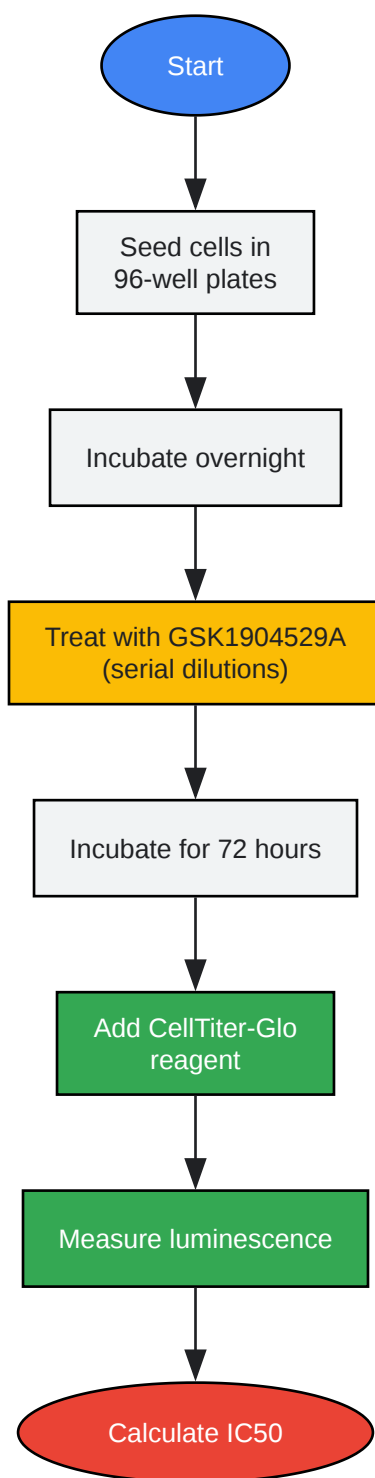 Start
Seed cells in
96-well plates
Incubate overnight
Treat with GSK1904529A
(serial dilutions)
Incubate for 72 hours
Add CellTiter-Glo
reagent
Measure luminescence
Calculate IC50